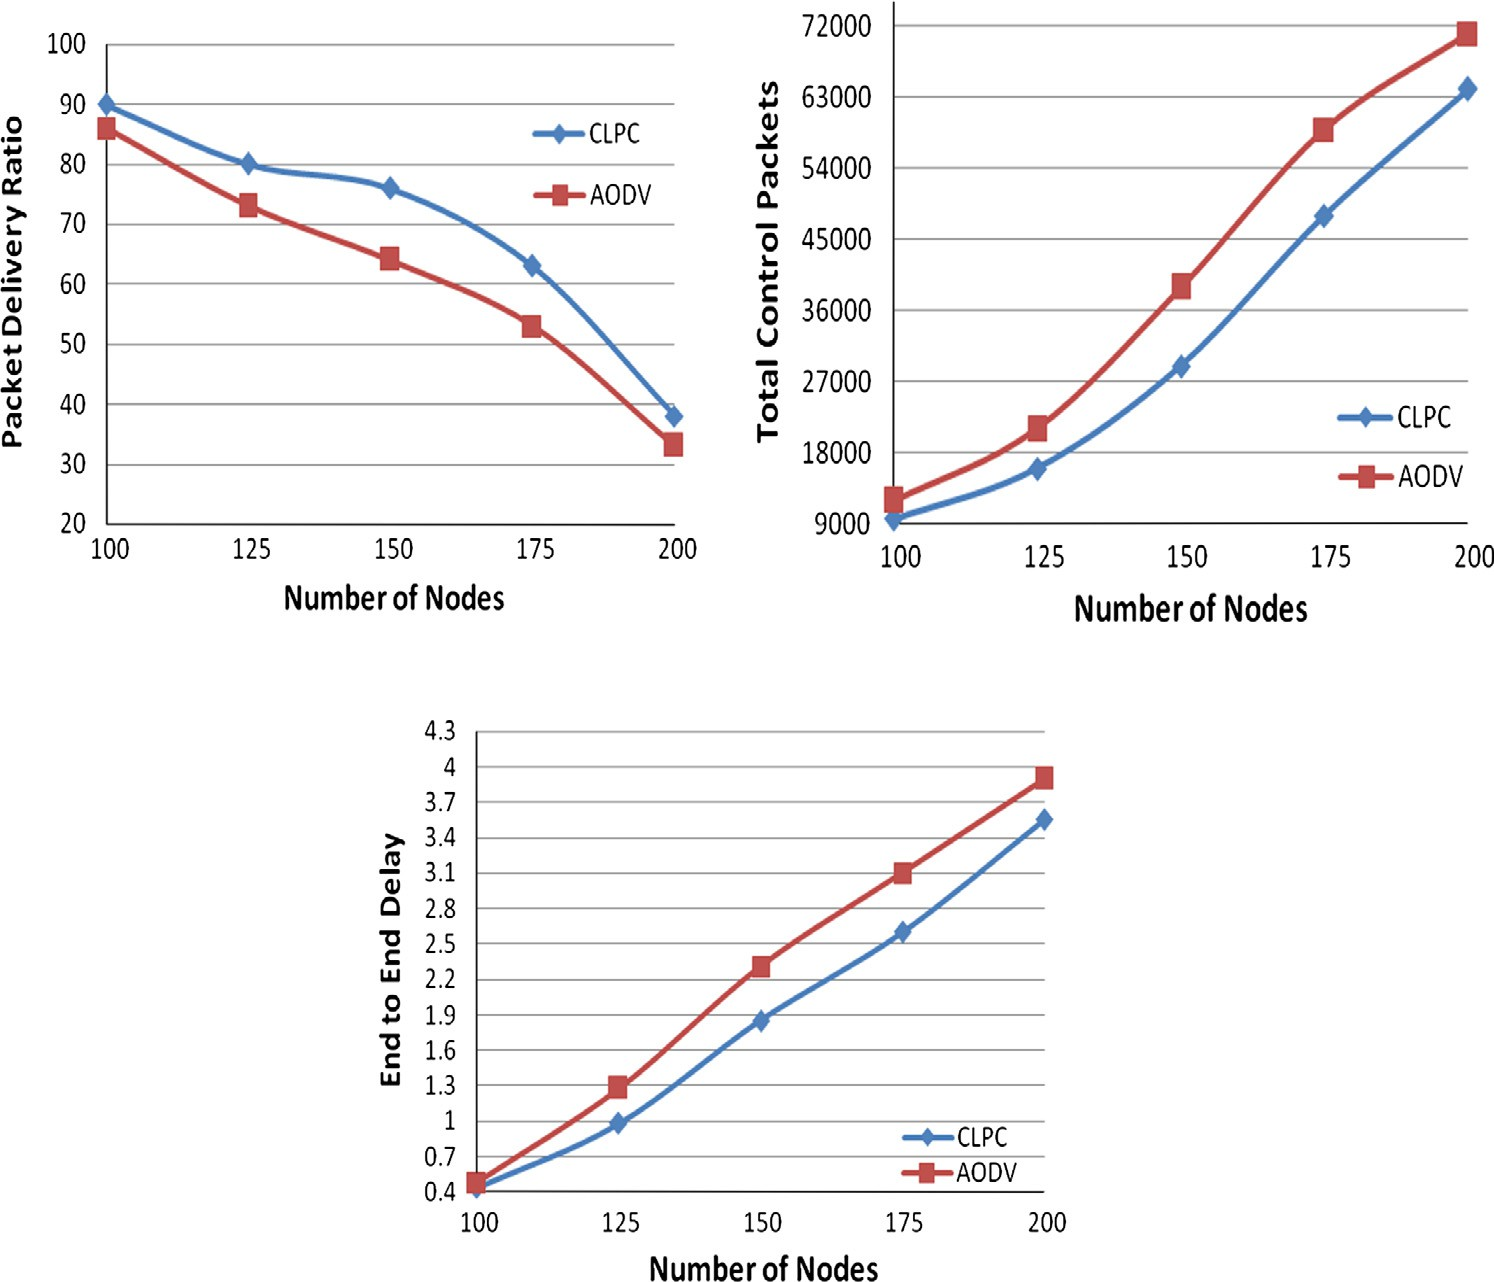 Packet Delivery Ratio
100
90
80
70
60
50
40
30
20
100 125 150 175 200
Number of Nodes
CLPC
AODV
Total Control Packets
72000
63000
54000
45000
36000
27000
18000
9000
100 125 150 175 200
Number of Nodes
CLPC
AODV
End to End Delay
4.3
4
3.7
3.4
3.1
2.8
2.5
2.2
1.9
1.6
1.3
1
0.7
0.4
100 125 150 175 200
Number of Nodes
CLPC
AODV